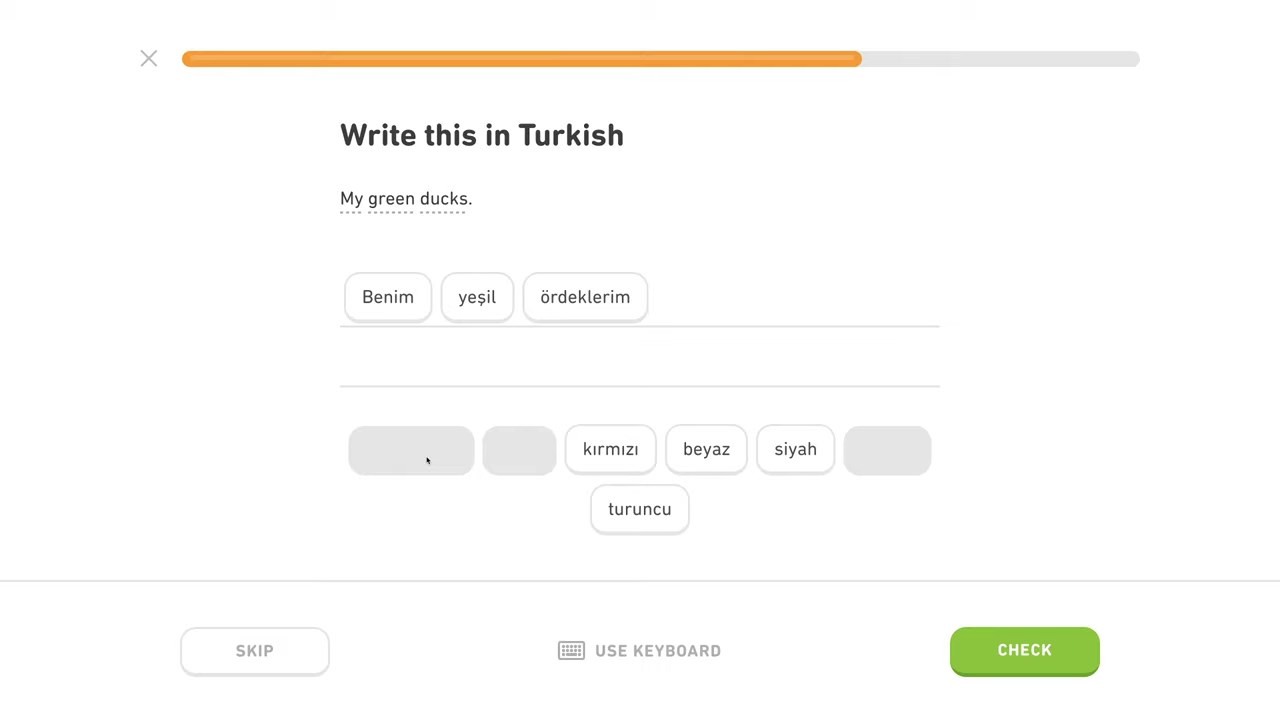 Write this in Turkish
My green ducks.
Benim yeşil ördeklerim
kırmızı beyaz siyah
turuncu
SKIP USE KEYBOARD CHECK